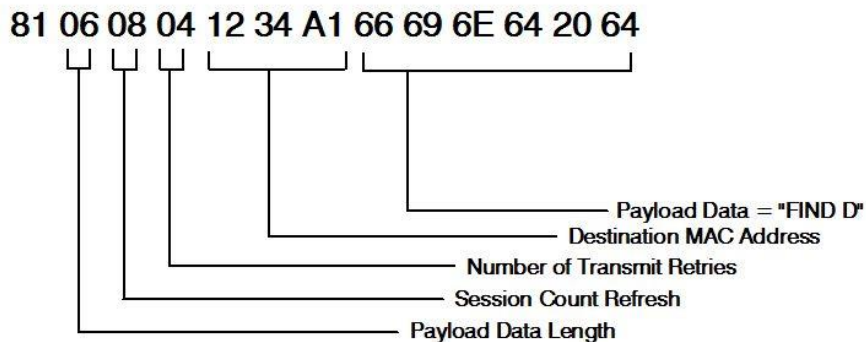 81 06 08 04 12 34 A1 66 69 6E 64 20 64
Payload Data = "FIND D"
Destination MAC Address
Number of Transmit Retries
Session Count Refresh
Payload Data Length